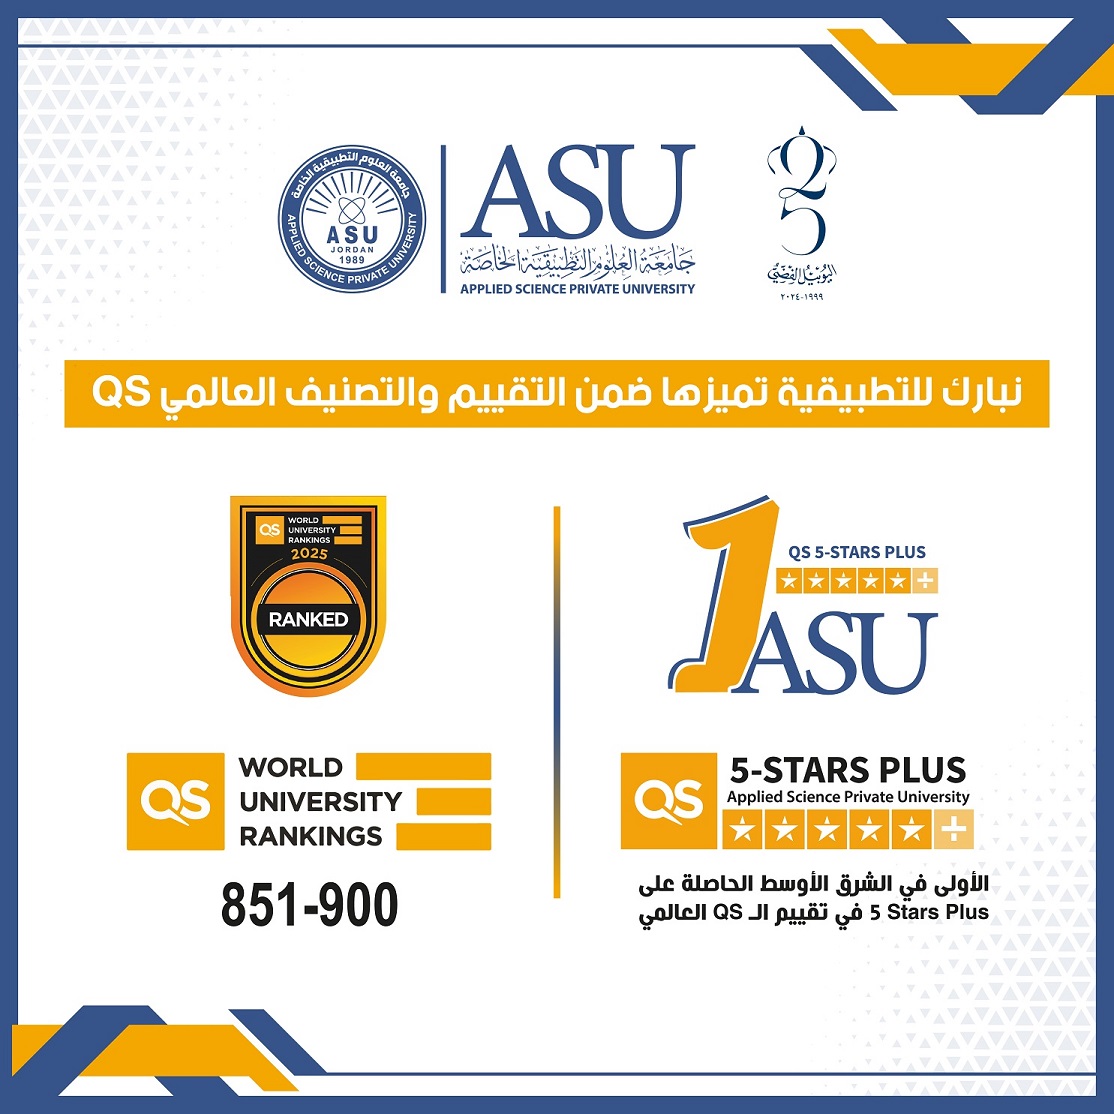 جامعة العلوم التطبيقية الخاصة
ASU
JORDAN
1989
APPLIED SCIENCE PRIVATE UNIVERSITY
ASU
جامعة العلوم التطبيقية الخاصة
APPLIED SCIENCE PRIVATE UNIVERSITY
25
اليوبيل الفضي
١٩٩٩-٢٠٢٤
نبارك للتطبيقية تميزها ضمن التقييم والتصنيف العالمي QS
QS WORLD
UNIVERSITY
RANKINGS
2025
RANKED
QS WORLD
UNIVERSITY
RANKINGS
851-900
1
QS 5-STARS PLUS
ASU
QS 5-STARS PLUS
Applied Science Private University
الأولى في الشرق الأوسط الحاصلة على
5 Stars Plus في تقييم الـ QS العالمي